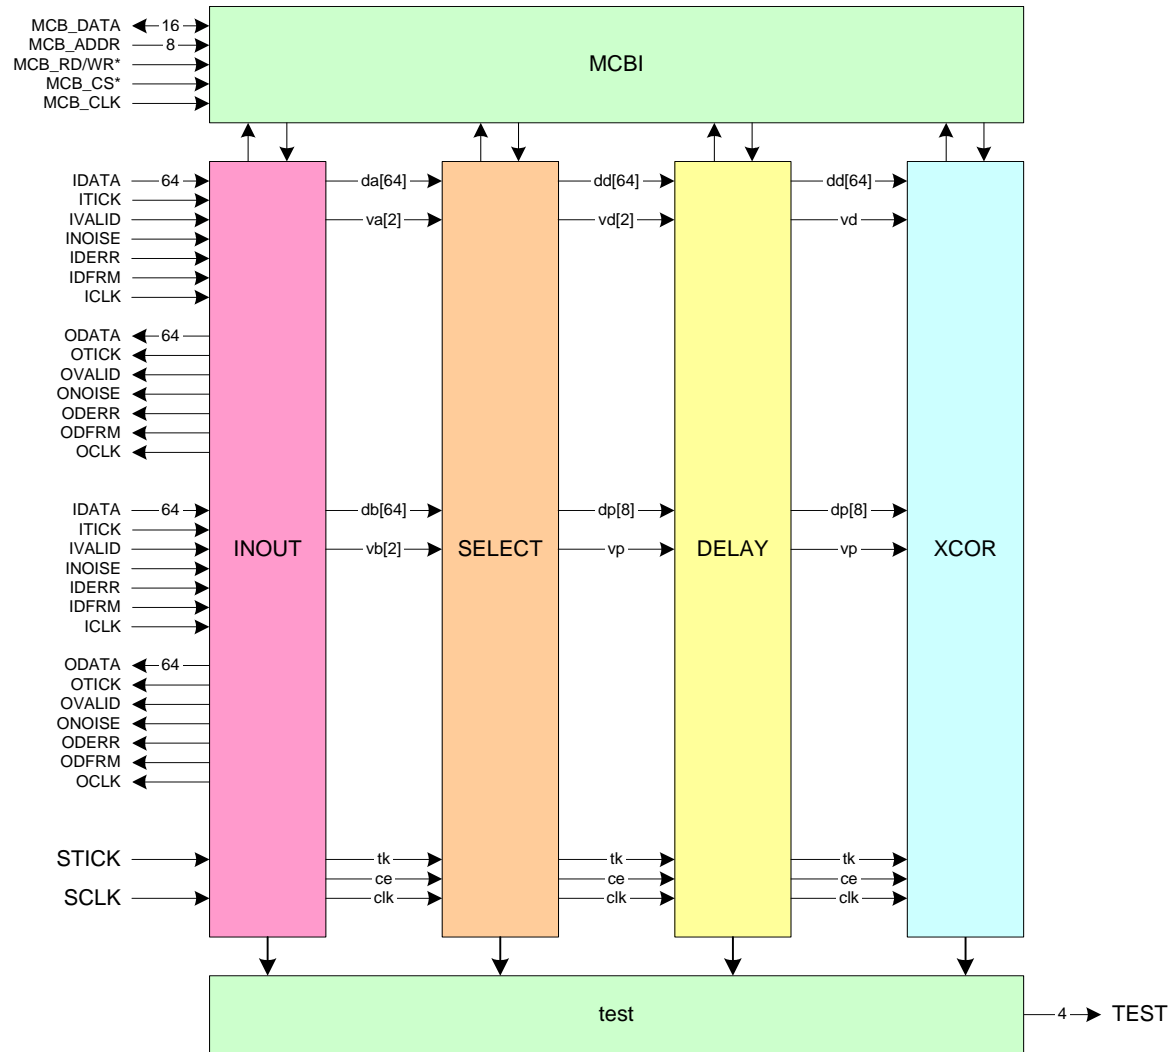 MCB_DATA 16
MCB_ADDR 8
MCB_RD/WR*
MCB_CS*
MCB_CLK
MCBI
IDATA 64 da[64] dd[64] dd[64]
ITICK
IVALID va[2] vd[2] vd
INOISE
IDERR
IDFRM
ICLK
ODATA 64
OTICK
OVALID
ONOISE
ODERR
ODFRM
OCLK
IDATA 64 db[64] dp[8] dp[8]
ITICK
IVALID INOUT vb[2] SELECT vp DELAY vp XCOR
INOISE
IDERR
IDFRM
ICLK
ODATA 64
OTICK
OVALID
ONOISE
ODERR
ODFRM
OCLK
STICK tk tk tk
ce ce ce
SCLK clk clk clk
test 4 TEST